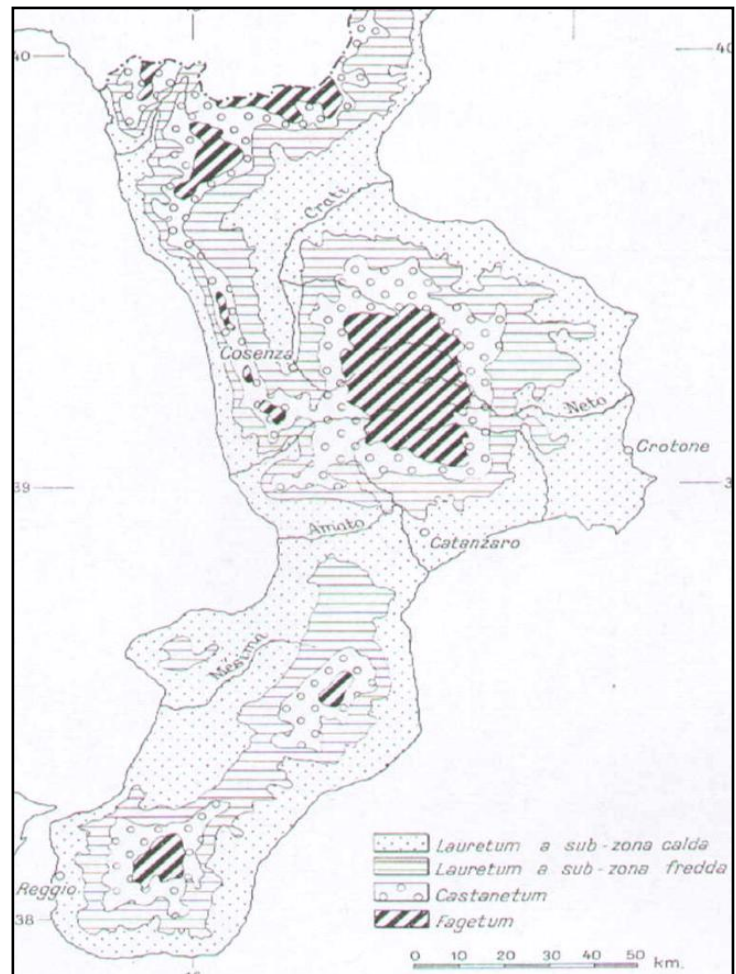 40
40
Crati
Cosenza
Neto
Crotone
39
3
Amato
Catanzaro
Mesima
Lauretum a sub-zona calda
Lauretum a sub-zona fredda
Reggio
Castanetum
38
Fagetum
0 10 20 30 40 50 km.